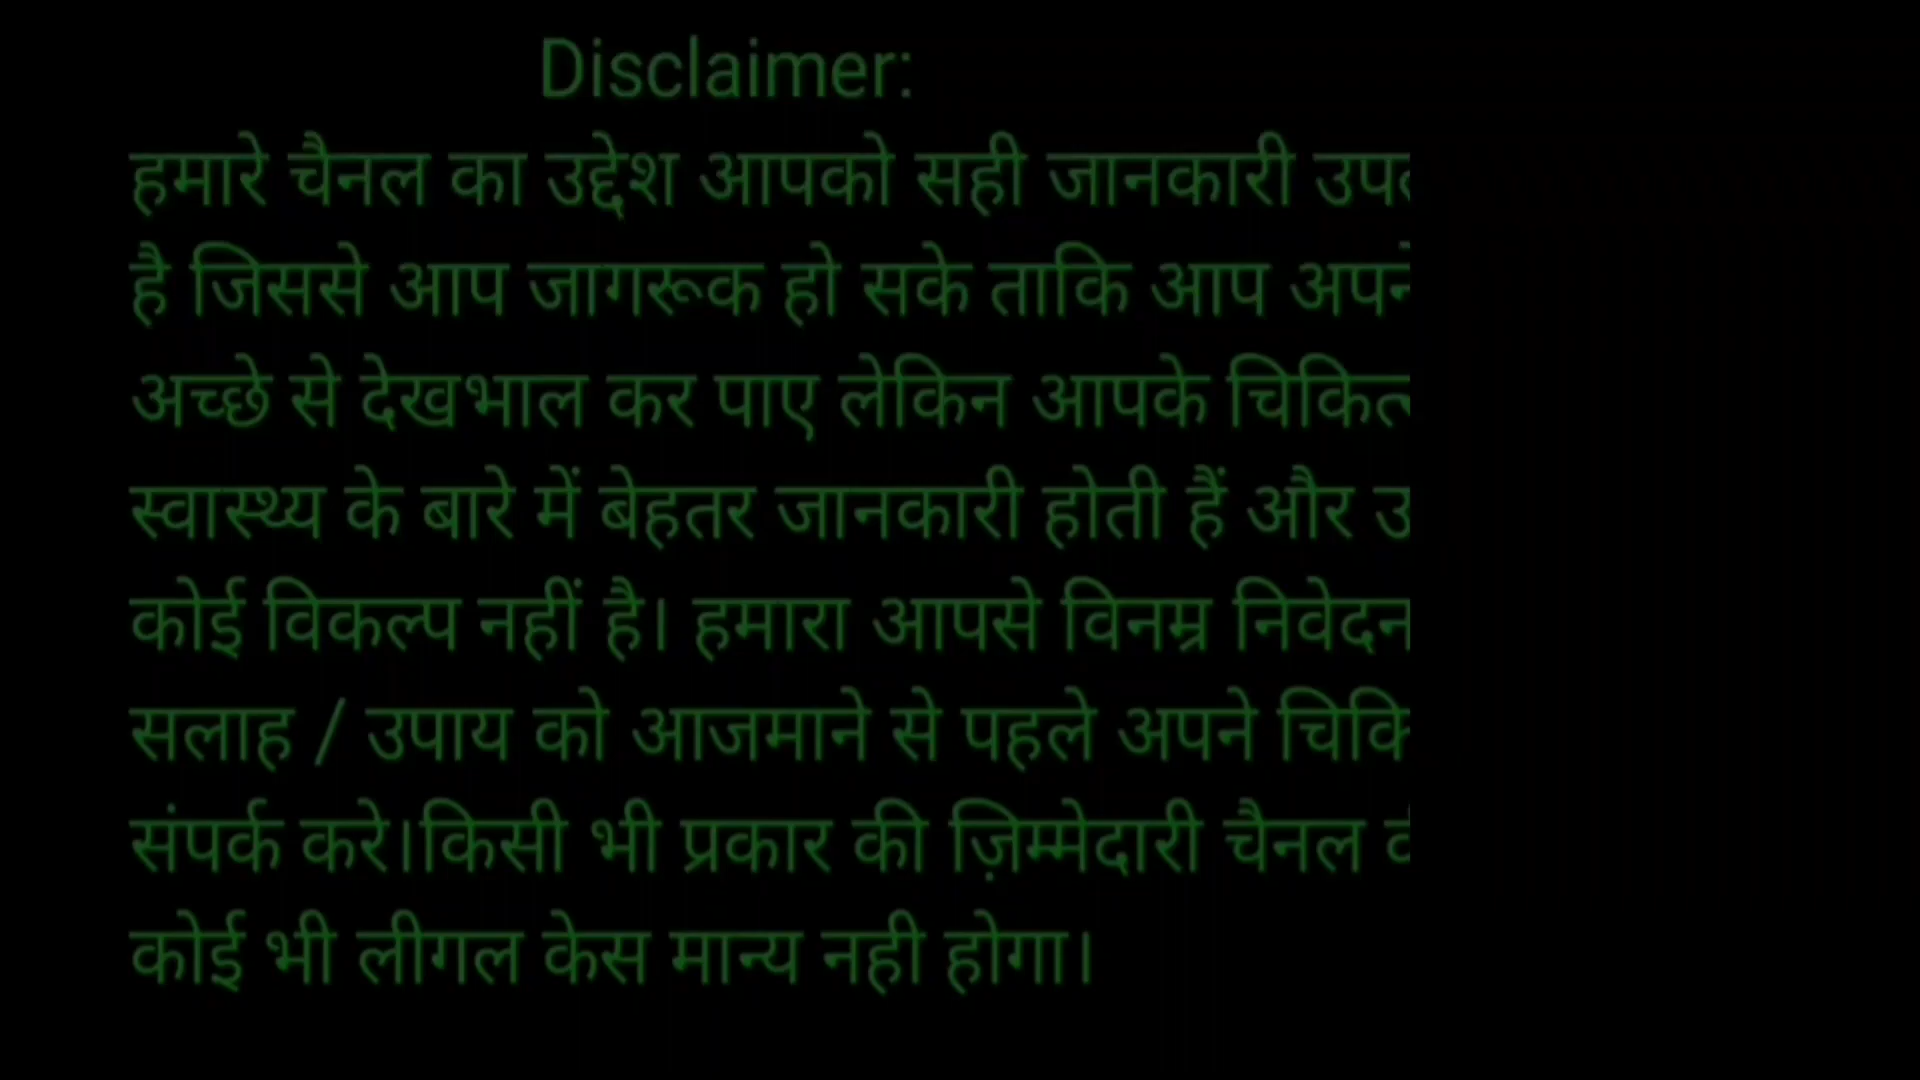 Disclaimer:
हमारे चैनल का उद्देश आपको सही जानकारी
है जिससे आप जागरूक हो सके ताकि आप
अच्छे से देखभाल कर पाए लेकिन आपके
स्वास्थ्य के बारे में बेहतर जानकारी होती हैं और
कोई विकल्प नहीं है। हमारा आपसे विनम्र निवेदन
सलाह / उपाय को आजमाने से पहले अपने
संपर्क करे।किसी भी प्रकार की ज़िम्मेदारी चैनल
कोई भी लीगल केस मान्य नही होगा।